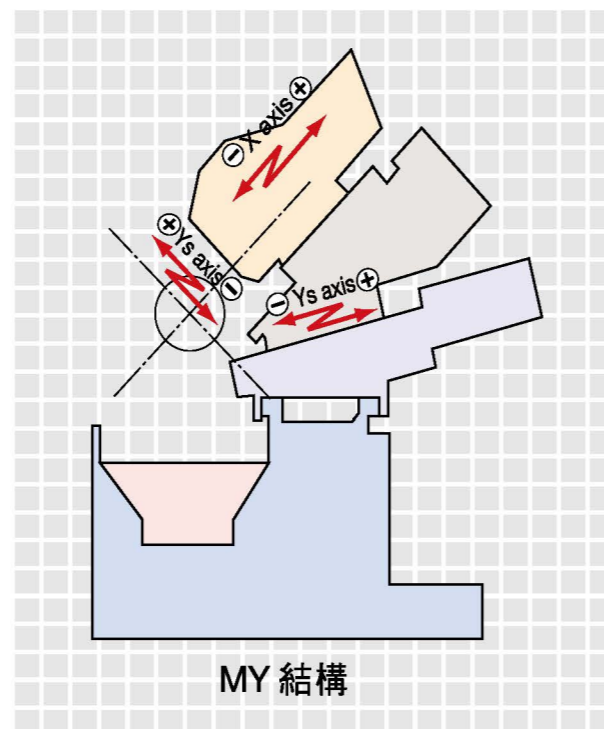 ⊖ X axis ⊕
⊕ Ys axis ⊖
⊖ Ys axis ⊕
MY 結構